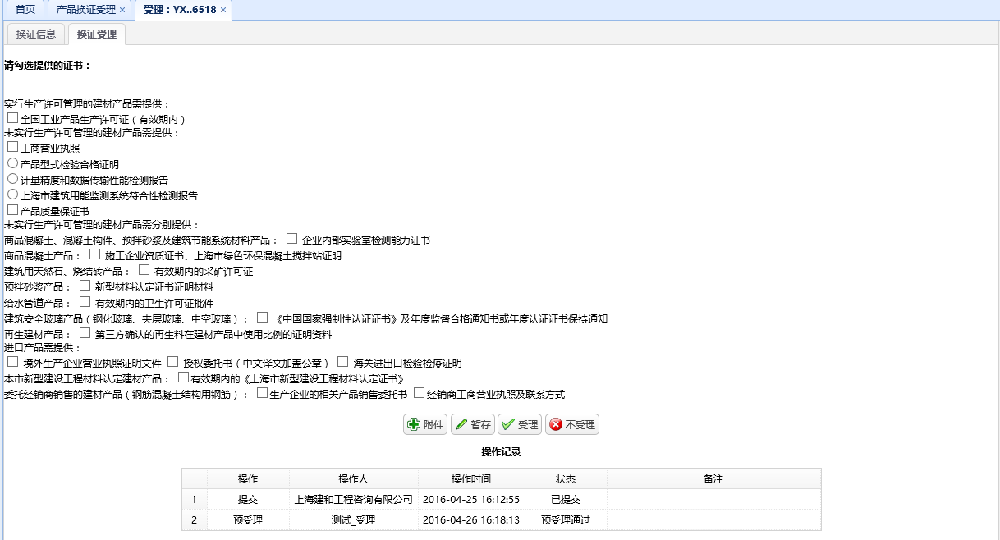 首页 产品换证受理 × 受理：YX..6518 ×
换证信息 换证受理
请勾选提供的证书：
实行生产许可管理的建材产品需提供：
全国工业产品生产许可证（有效期内）
未实行生产许可管理的建材产品需提供：
工商营业执照
产品型式检验合格证明
计量精度和数据传输性能检测报告
上海市建筑用能监测系统符合性检测报告
产品质量保证书
未实行生产许可管理的建材产品需分别提供：
商品混凝土、混凝土构件、预拌砂浆及建筑节能系统材料产品： 企业内部实验室检测能力证书
商品混凝土产品： 施工企业资质证书、上海市绿色环保混凝土搅拌站证明
建筑用天然石、烧结砖产品： 有效期内的采矿许可证
预拌砂浆产品： 新型材料认定证书证明材料
给水管道产品： 有效期内的卫生许可证批件
建筑安全玻璃产品（钢化玻璃、夹层玻璃、中空玻璃）： 《中国国家强制性认证证书》及年度监督合格通知书或年度认证证书保持通知
再生建材产品： 第三方确认的再生料在建材产品中使用比例的证明资料
进口产品需提供：
境外生产企业营业执照证明文件 授权委托书（中文译文加盖公章） 海关进出口检验检疫证明
本市新型建设工程材料认定建材产品： 有效期内的《上海市新型建设工程材料认定证书》
委托经销商销售的建材产品（钢筋混凝土结构用钢筋）： 生产企业的相关产品销售委托书 经销商工商营业执照及联系方式
附件 暂存 受理 不受理
操作记录
操作 操作人 操作时间 状态 备注
1 提交 上海建和工程咨询有限公司 2016-04-25 16:12:55 已提交
2 预受理 测试_受理 2016-04-26 16:18:13 预受理通过